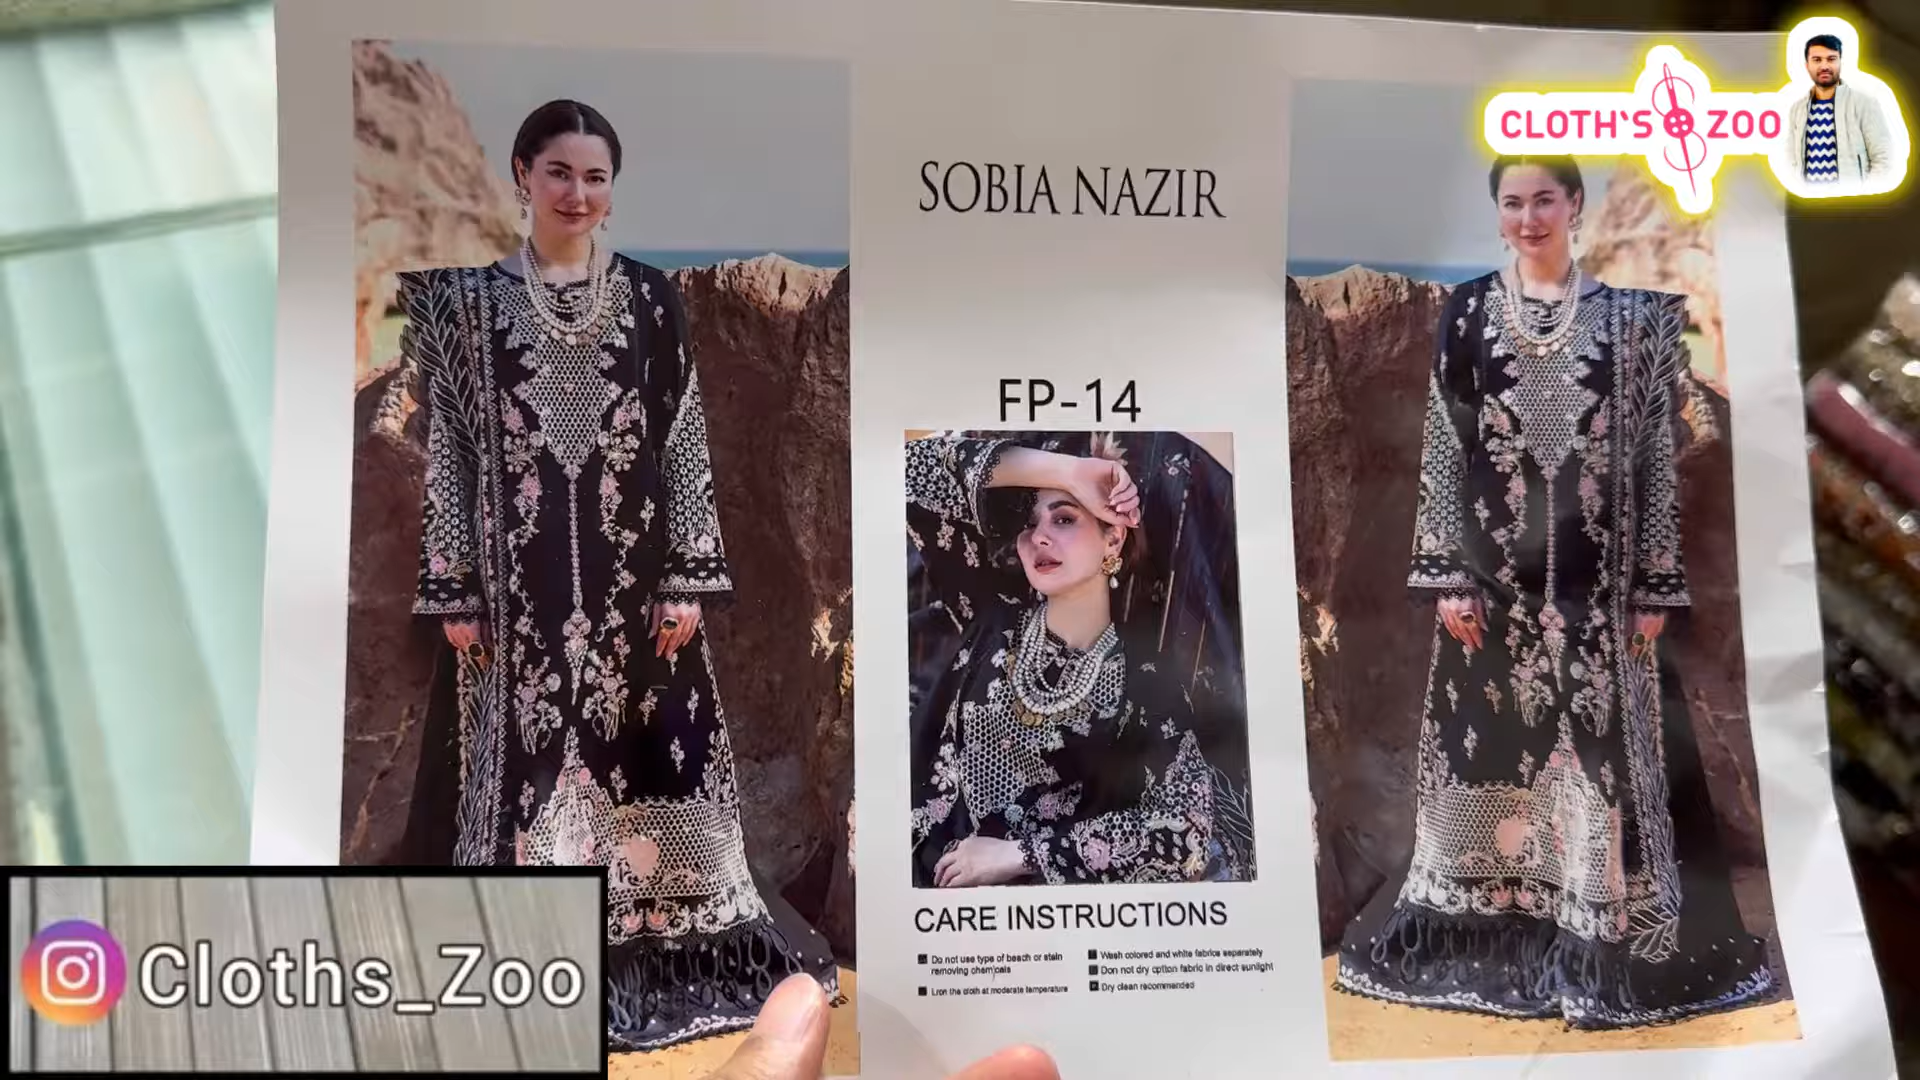 CLOTH'S ZOO
SOBIA NAZIR
FP-14
CARE INSTRUCTIONS
Do not use type of beach or stain
removing chemicals
Lron the cloth at moderate temperature
Wash colored and white fabrics separately
Don not dry cption fabric in direct sunlight
Dry clean recommended
Cloths_Zoo